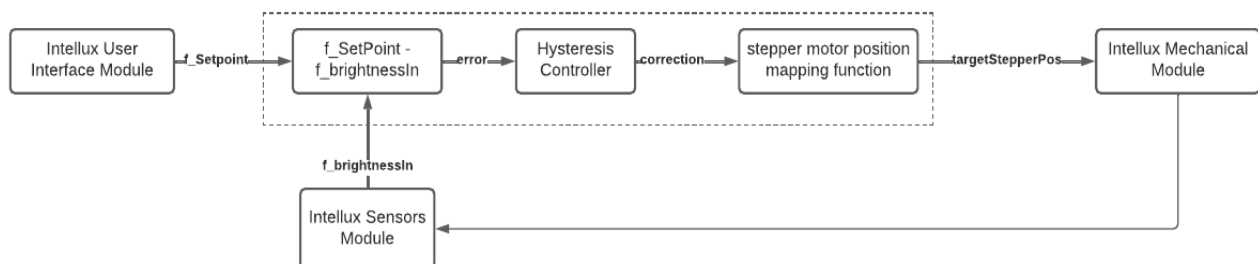 Intellux User
Interface Module
f_Setpoint
f_SetPoint -
f_brightnessIn
error
Hysteresis
Controller
correction
stepper motor position
mapping function
targetStepperPos
Intellux Mechanical
Module
f_brightnessIn
Intellux Sensors
Module